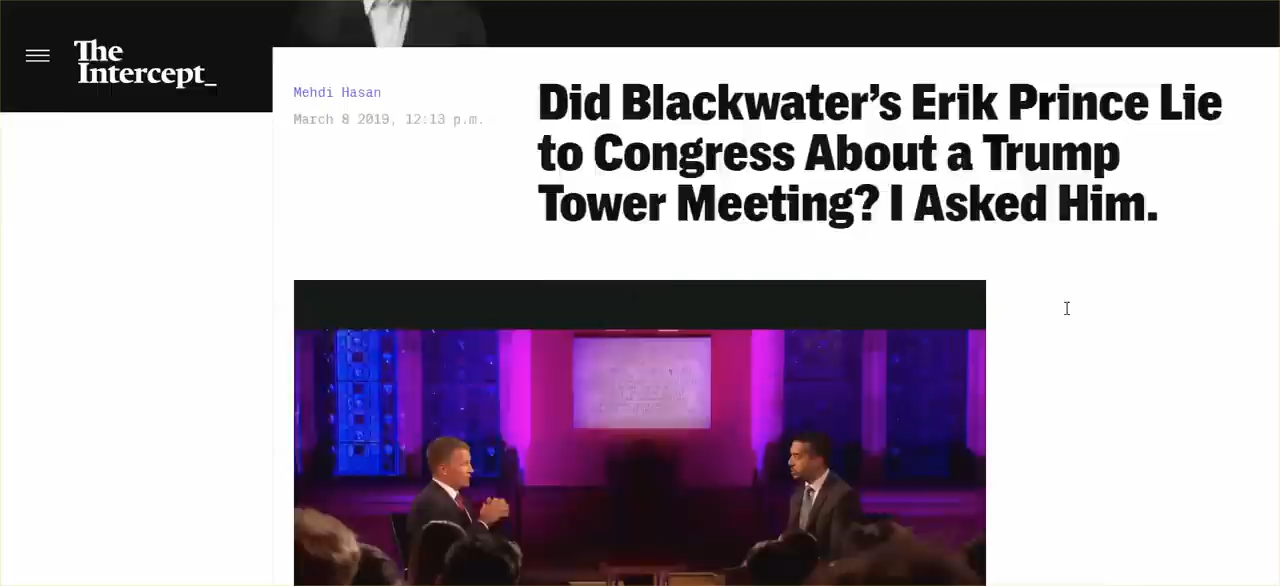 The
Intercept_
Mehdi Hasan
March 8 2019, 12:13 p.m.
Did Blackwater’s Erik Prince Lie
to Congress About a Trump
Tower Meeting? I Asked Him.